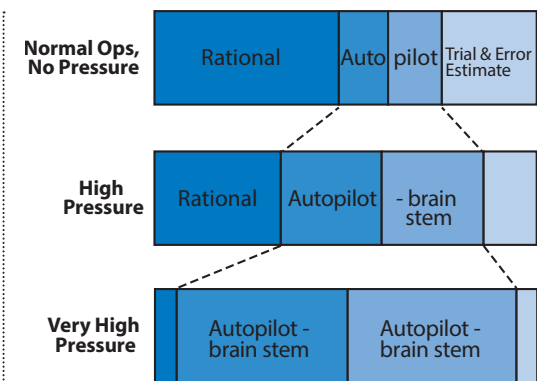 Normal Ops,
No Pressure
Rational
Auto pilot
Trial & Error
Estimate
High
Pressure
Rational
Autopilot - brain
stem
Very High
Pressure
Autopilot -
brain stem
Autopilot -
brain stem